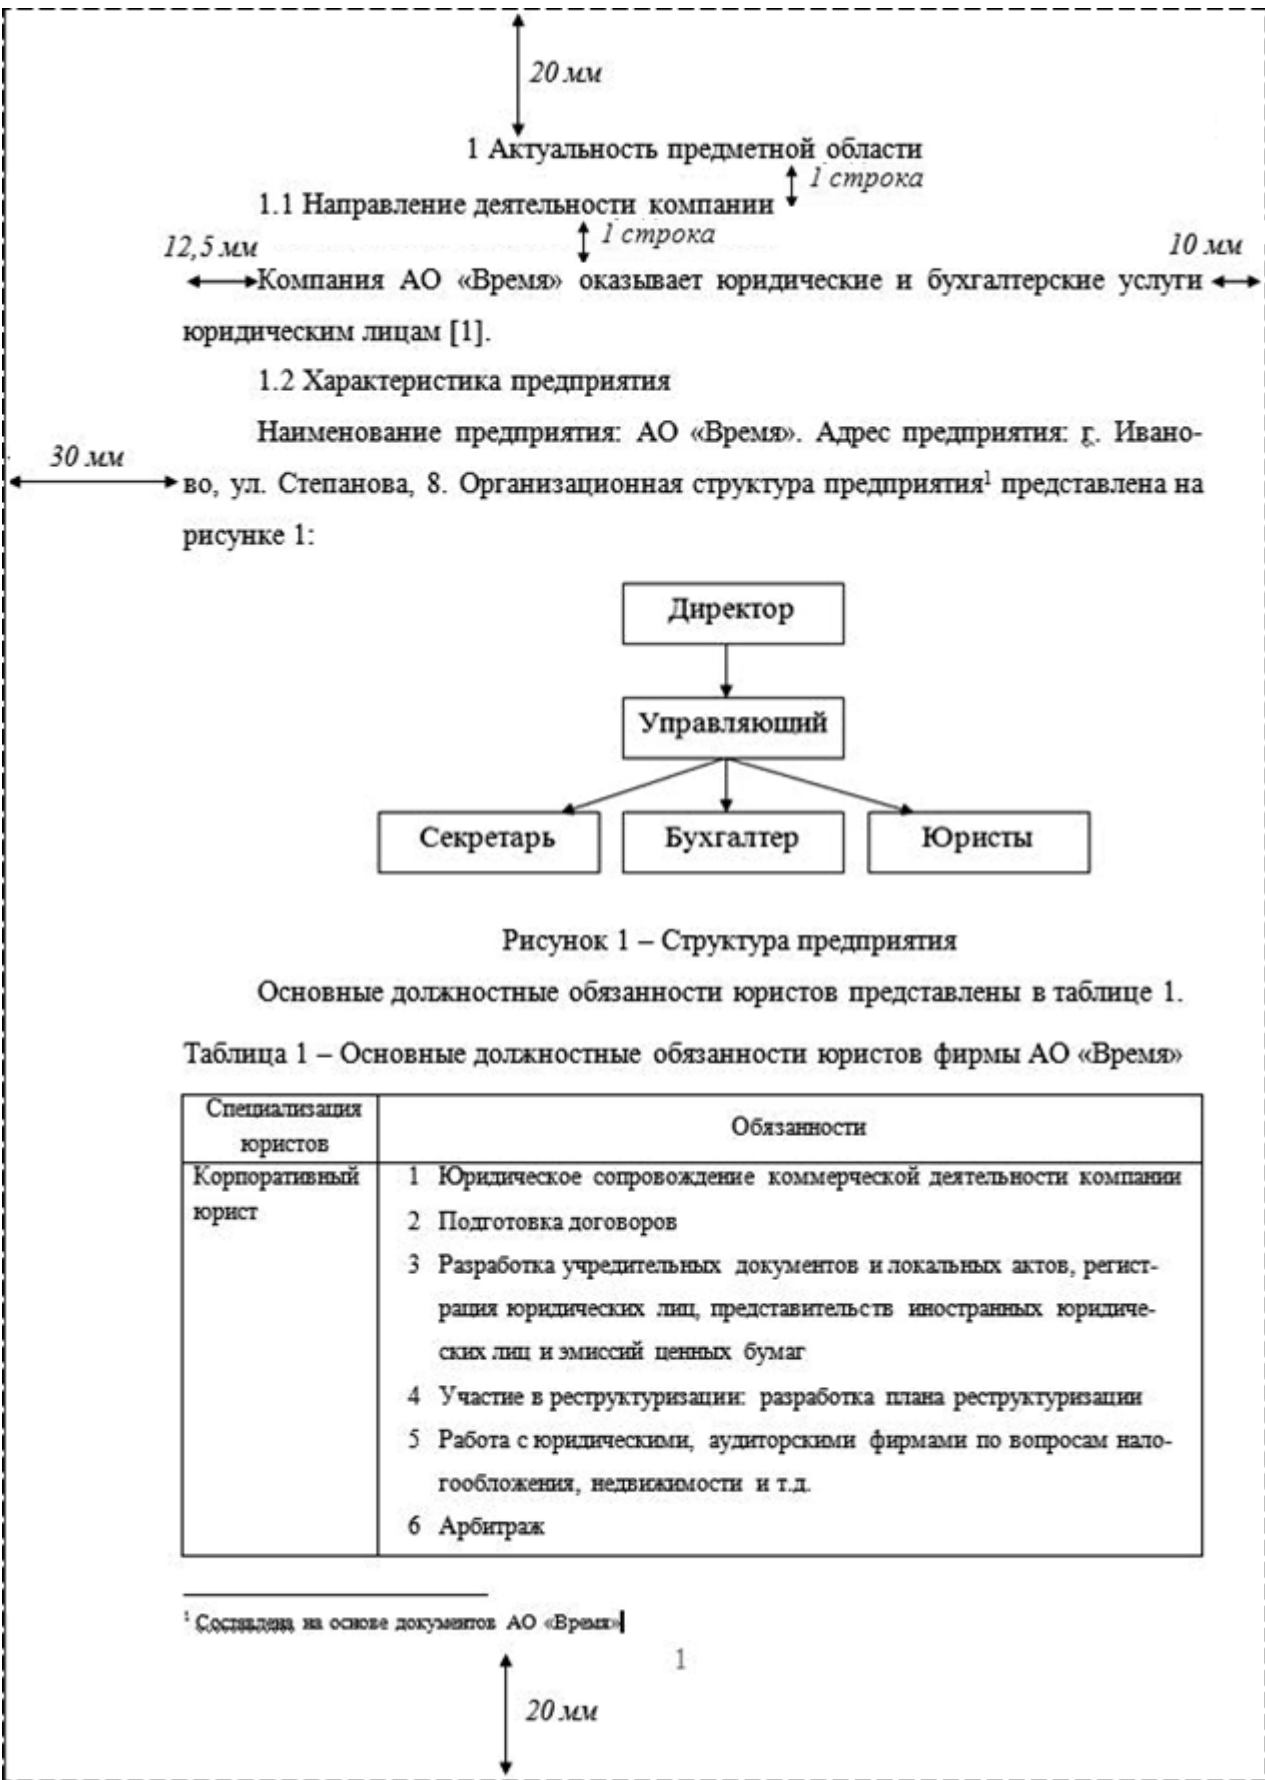 20 мм
1 Актуальность предметной области
1 строка
1.1 Направление деятельности компании
1 строка
12,5 мм
10 мм
Компания АО «Время» оказывает юридические и бухгалтерские услуги
юридическим лицам [1].
1.2 Характеристика предприятия
Наименование предприятия: АО «Время». Адрес предприятия: г. Ивано-
30 мм
во, ул. Степанова, 8. Организационная структура предприятия¹ представлена на
рисунке 1:
Директор
Управляющий
Секретарь
Бухгалтер
Юристы
Рисунок 1 – Структура предприятия
Основные должностные обязанности юристов представлены в таблице 1.
Таблица 1 – Основные должностные обязанности юристов фирмы АО «Время»
Специализация
юристов
Обязанности
Корпоративный
юрист
1 Юридическое сопровождение коммерческой деятельности компании
2 Подготовка договоров
3 Разработка учредительных документов и локальных актов, регист-
рация юридических лиц, представительств иностранных юридиче-
ских лиц и эмиссий ценных бумаг
4 Участие в реструктуризации: разработка плана реструктуризации
5 Работа с юридическими, аудиторскими фирмами по вопросам нало-
гообложения, недвижимости и т.д.
6 Арбитраж
¹ Составлена на основе документов АО «Время»
1
20 мм